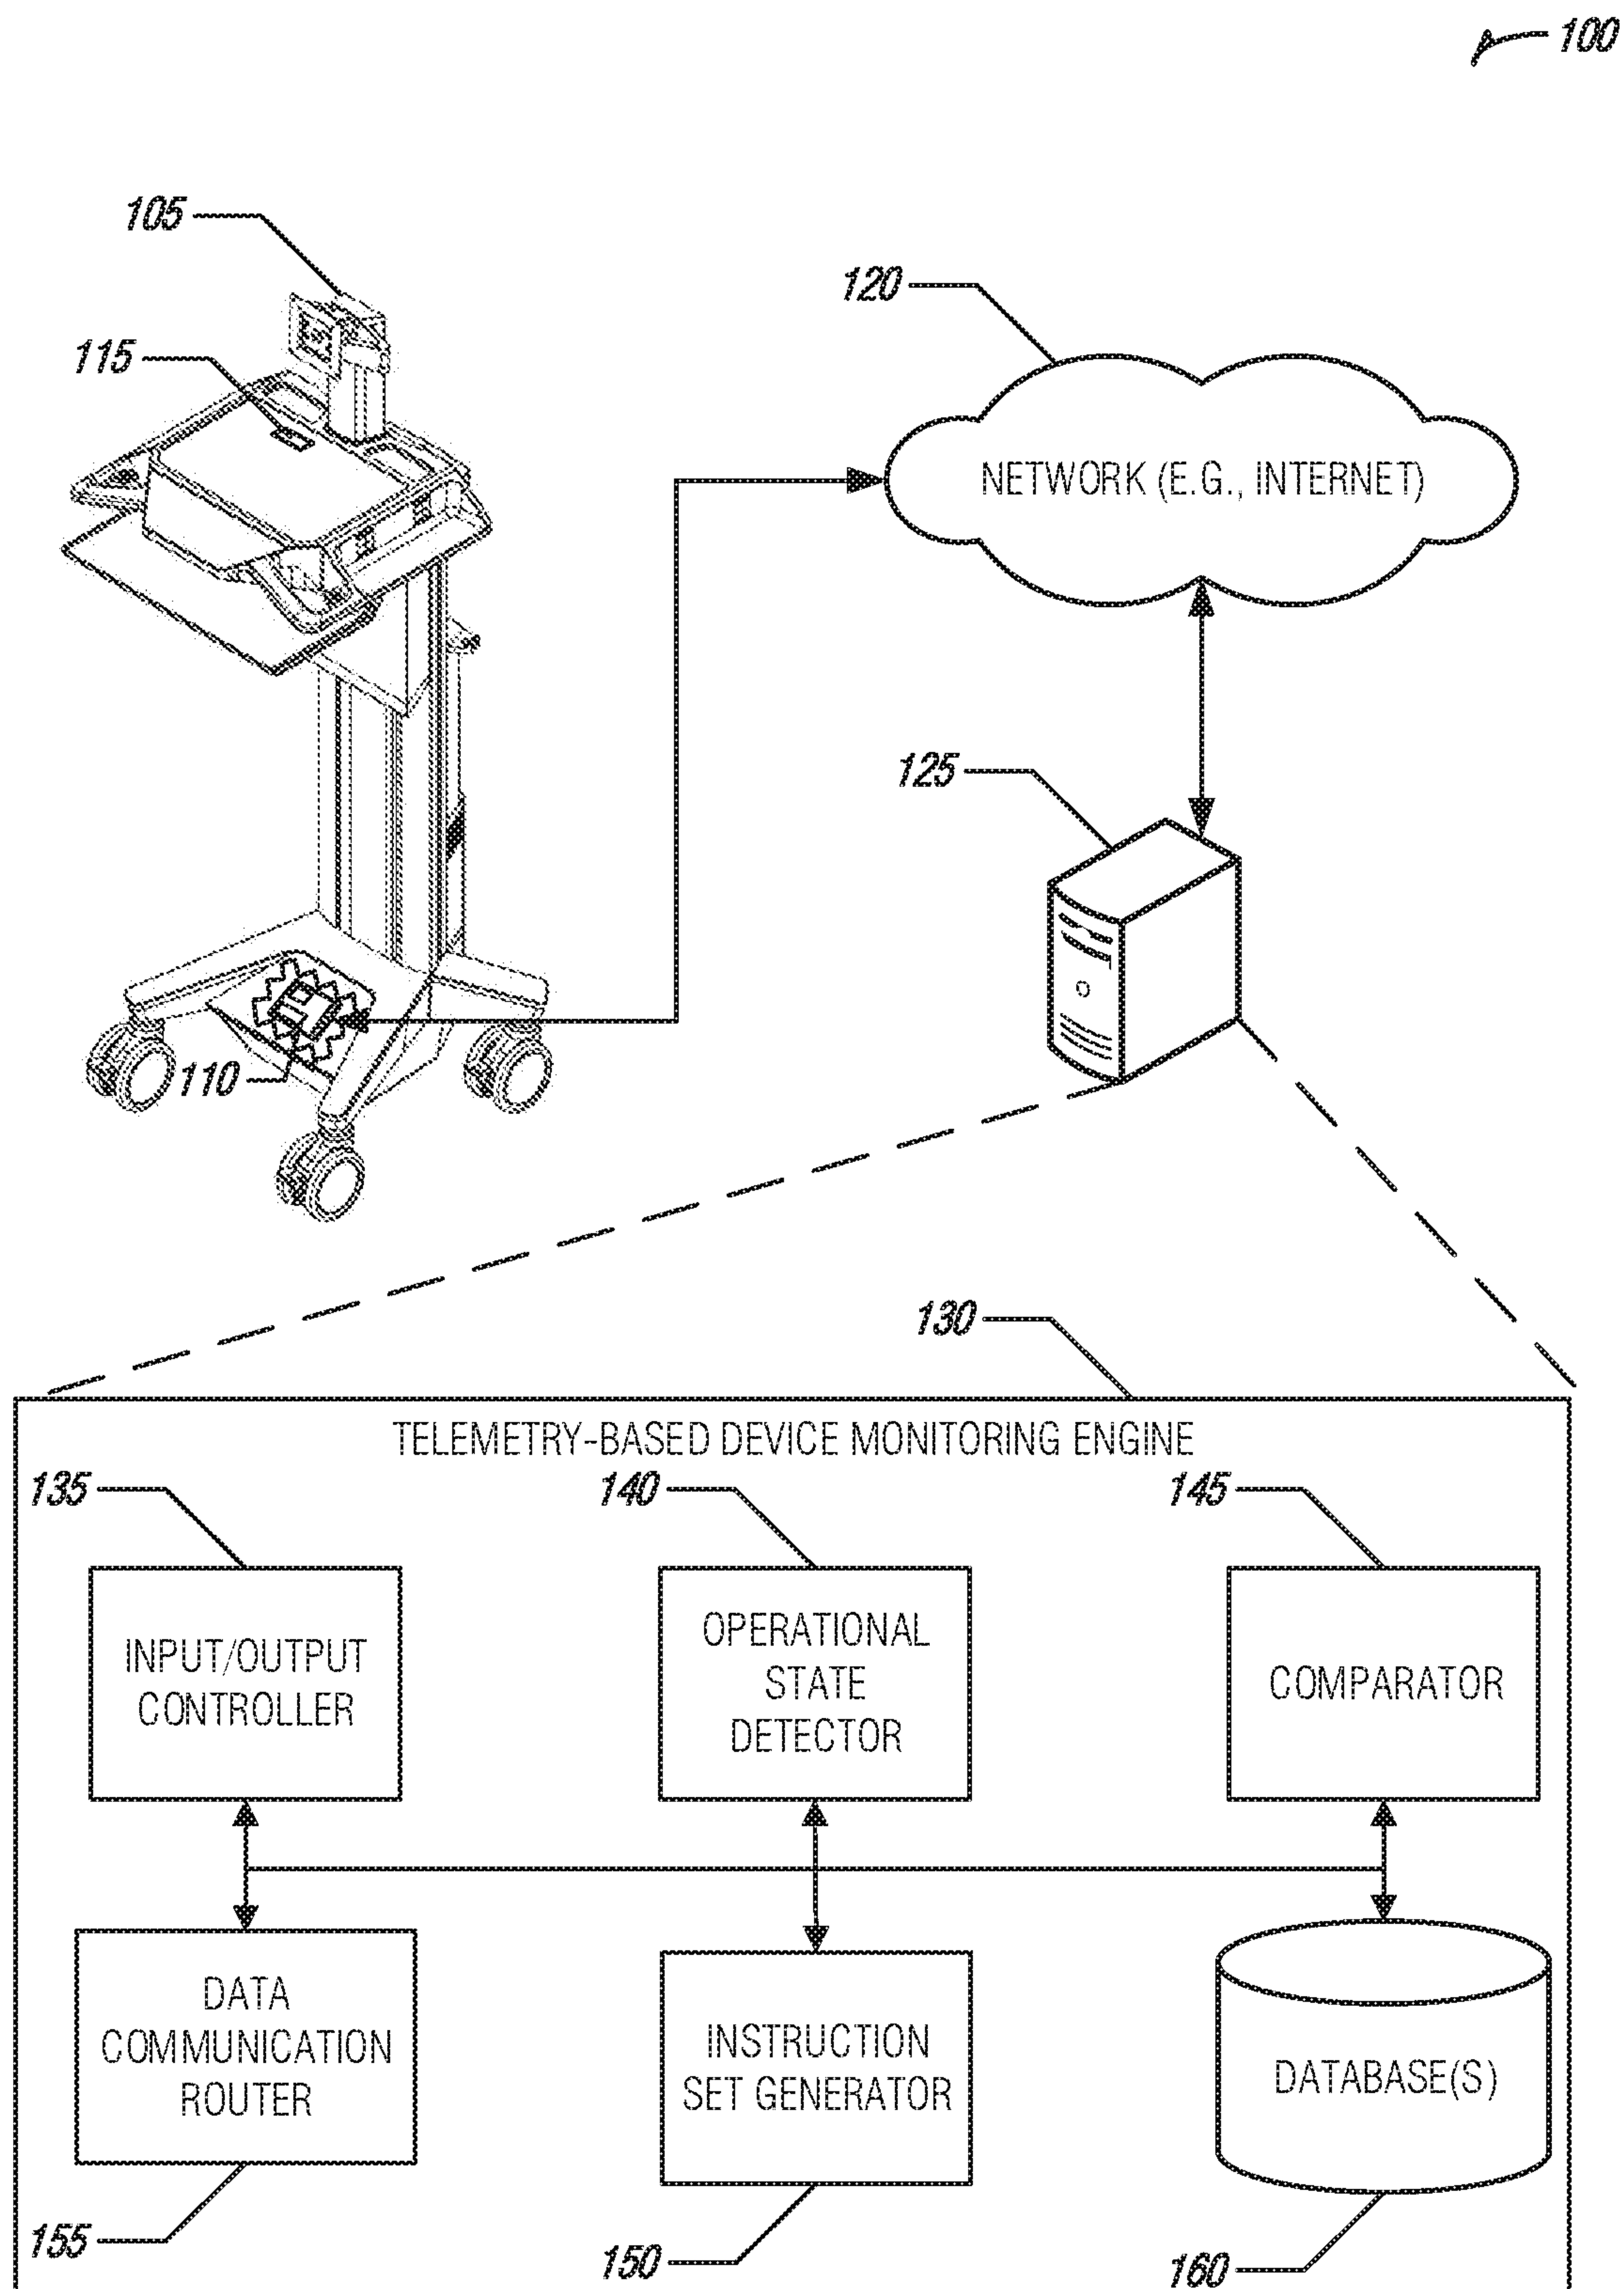 100
105
120
115
NETWORK (E.G., INTERNET)
125
110
130
TELEMETRY-BASED DEVICE MONITORING ENGINE
135
140
145
INPUT/OUTPUT
CONTROLLER
OPERATIONAL
STATE
DETECTOR
COMPARATOR
DATA
COMMUNICATION
ROUTER
INSTRUCTION
SET GENERATOR
DATABASE(S)
155
150
160